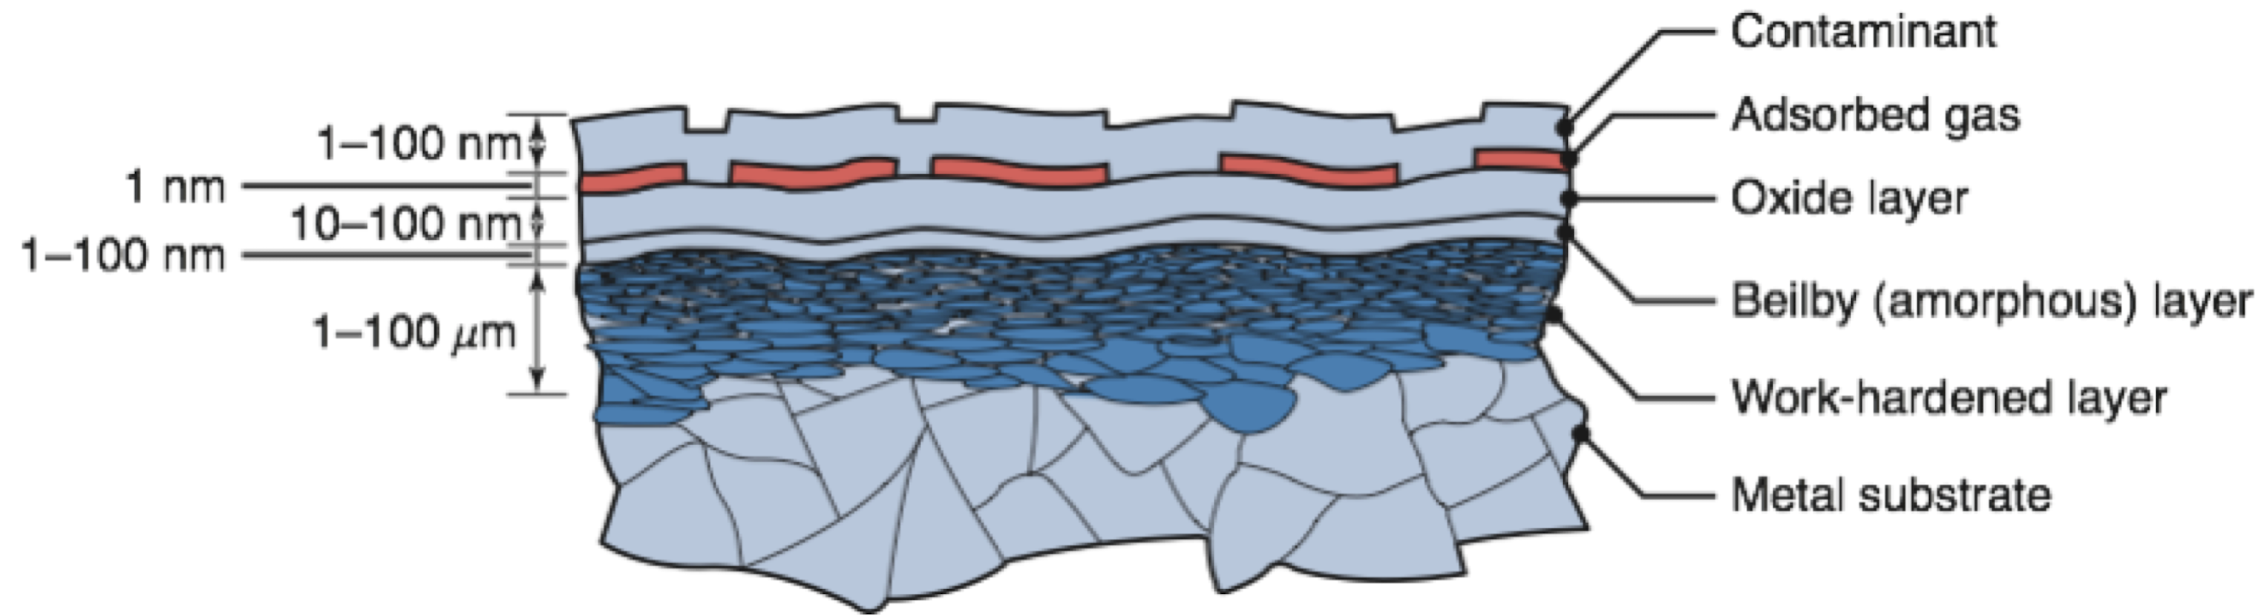 Contaminant
Adsorbed gas
1–100 nm
1 nm
Oxide layer
10–100 nm
1–100 nm
Beilby (amorphous) layer
1–100 μm
Work-hardened layer
Metal substrate